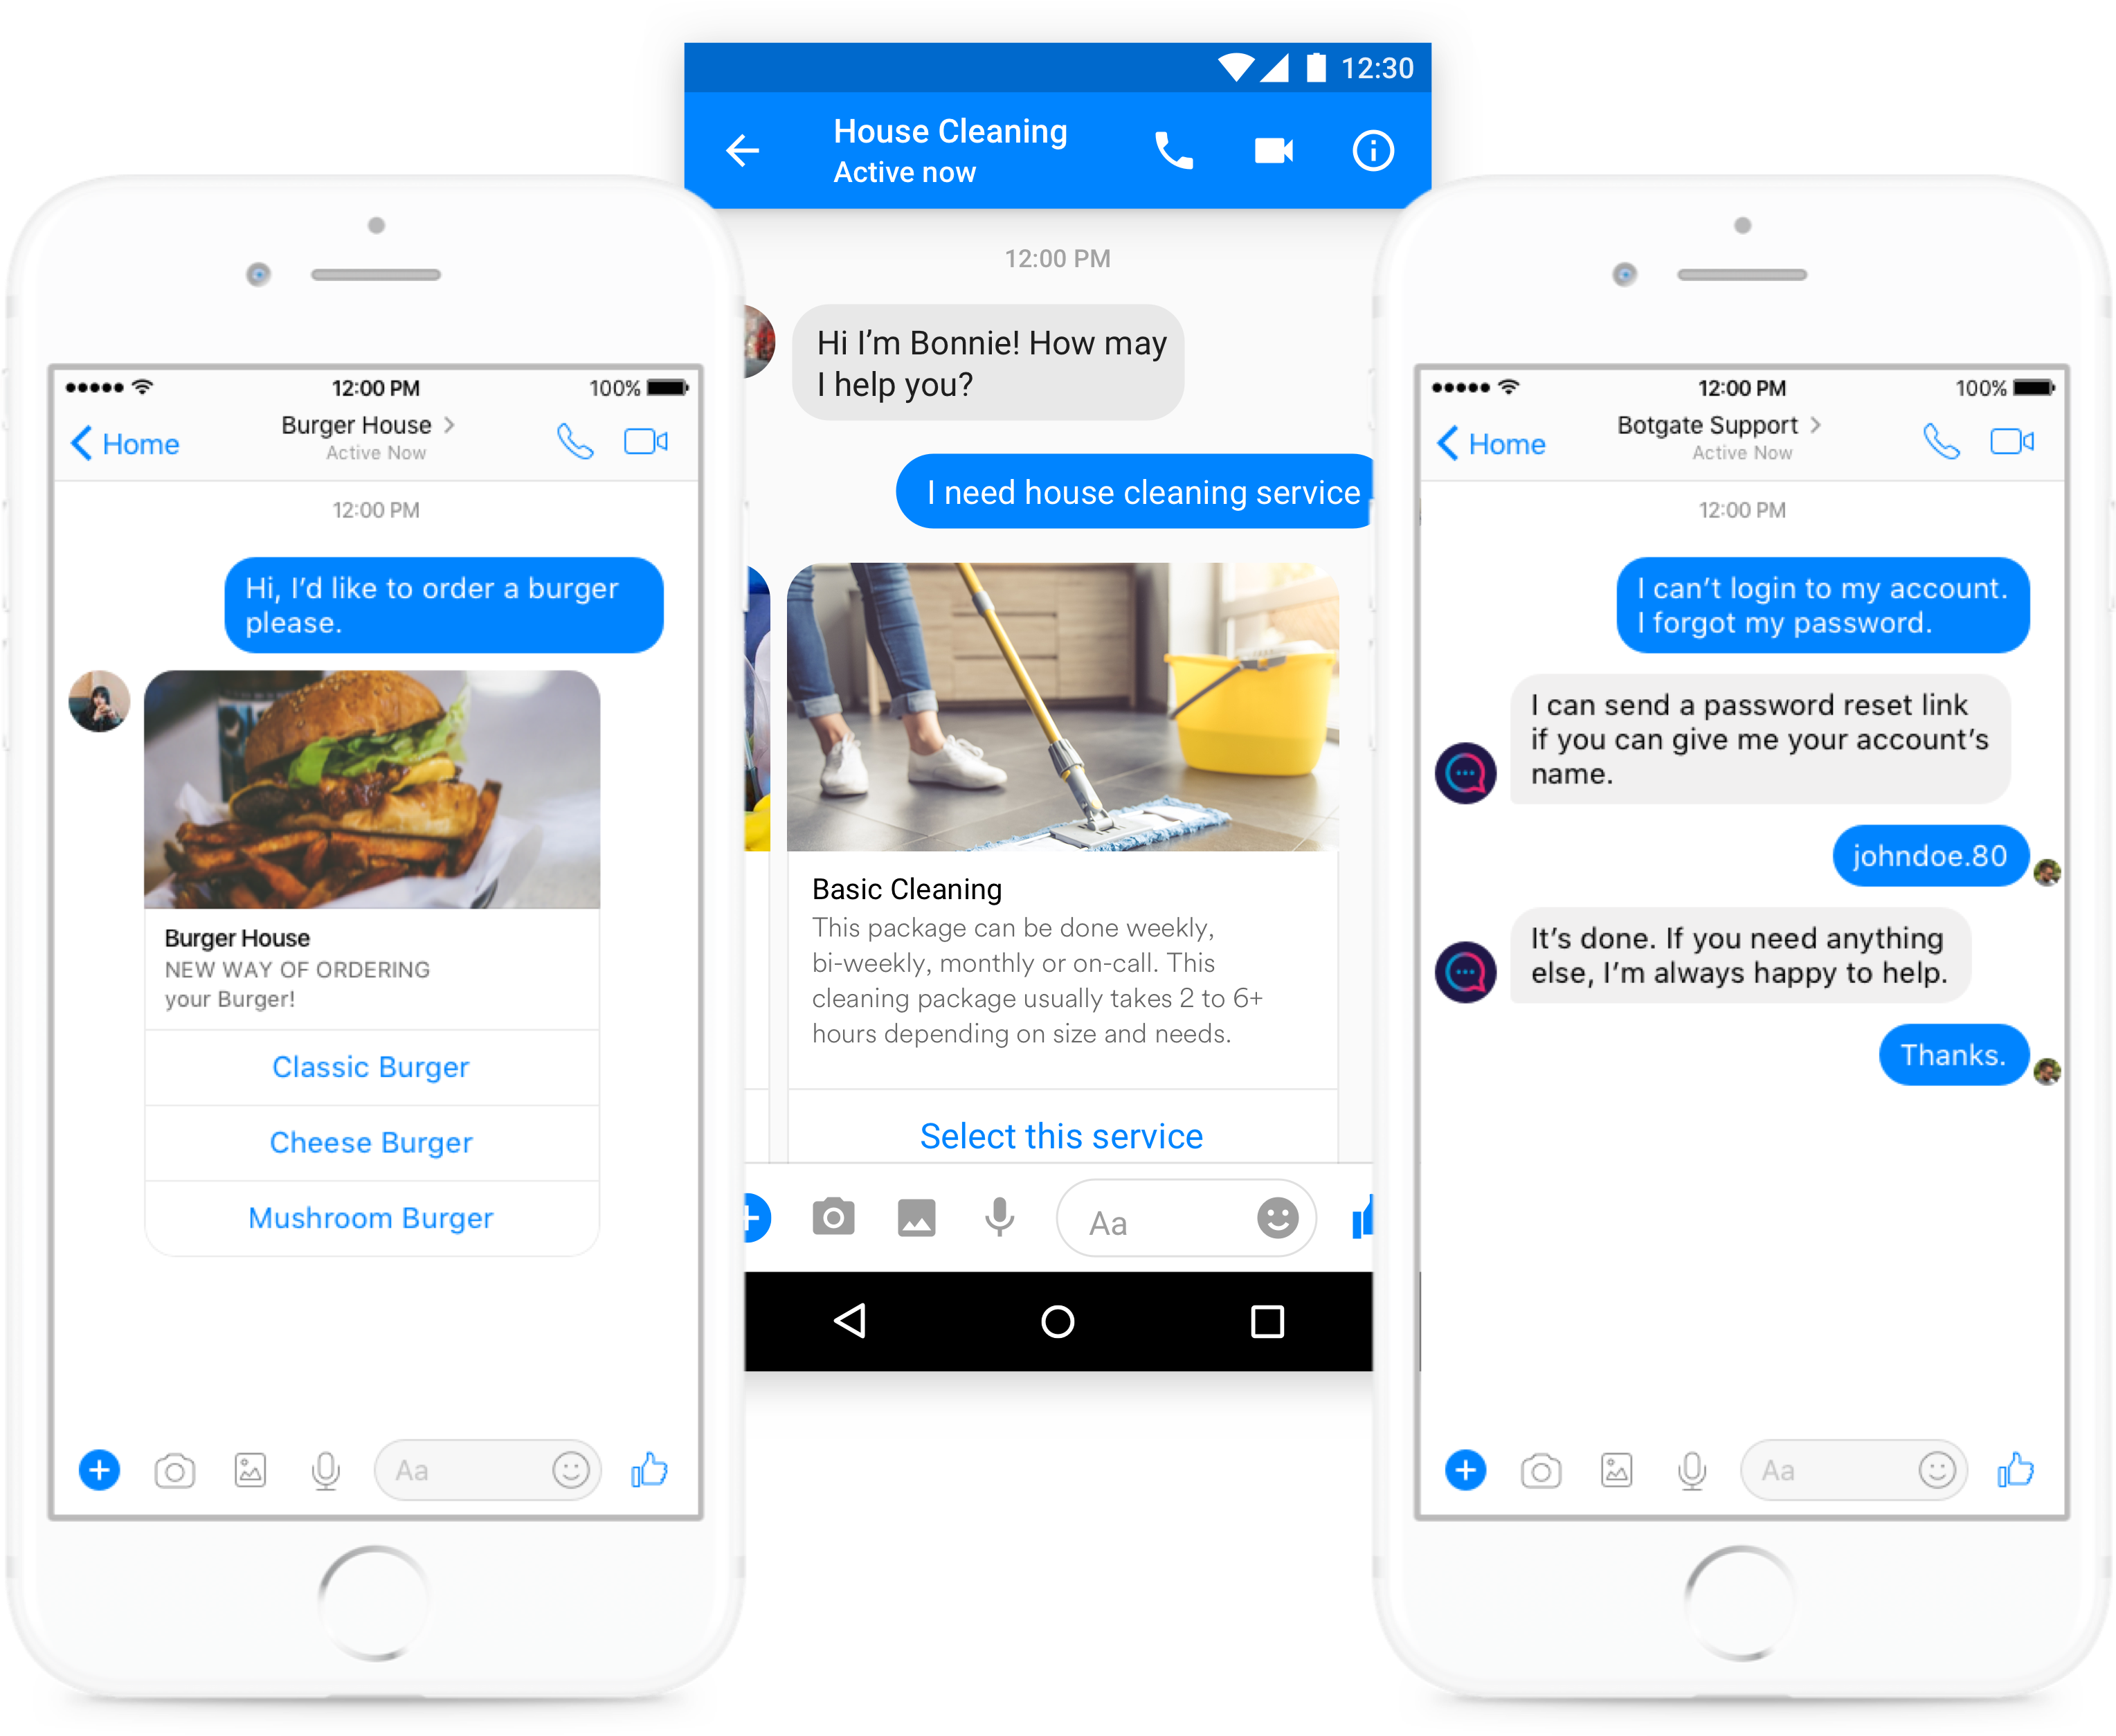 12:00 PM
100%
Home
Burger House
Active Now
12:00 PM
Hi, I’d like to order a burger
please.
Burger House
NEW WAY OF ORDERING
your Burger!
Classic Burger
Cheese Burger
Mushroom Burger
Aa
12:30
House Cleaning
Active now
12:00 PM
Hi I’m Bonnie! How may
I help you?
I need house cleaning service
Basic Cleaning
This package can be done weekly,
bi-weekly, monthly or on-call. This
cleaning package usually takes 2 to 6+
hours depending on size and needs.
Select this service
Aa
12:00 PM
100%
Home
Botgate Support
Active Now
12:00 PM
I can’t login to my account.
I forgot my password.
I can send a password reset link
if you can give me your account’s
name.
johndoe.80
It’s done. If you need anything
else, I’m always happy to help.
Thanks.
Aa